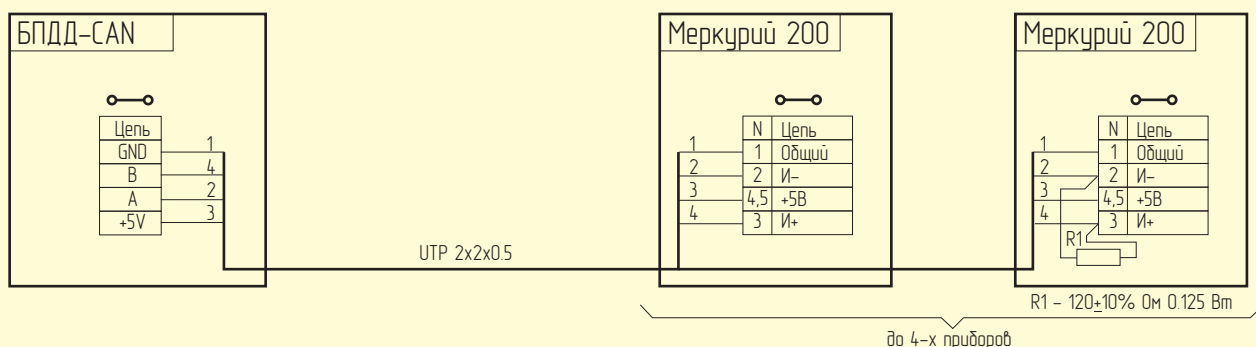 БПДД-CAN
Цепь
GND 1
B 4
A 2
+5V 3
UTP 2x2x0.5
Меркурий 200
N Цепь
1 1 Общий
2 2 И-
3 4,5 +5В
4 3 И+
Меркурий 200
N Цепь
1 1 Общий
2 2 И-
3 4,5 +5В
4 3 И+
R1
R1 - 120±10% Ом 0.125 Вт
до 4-х приборов